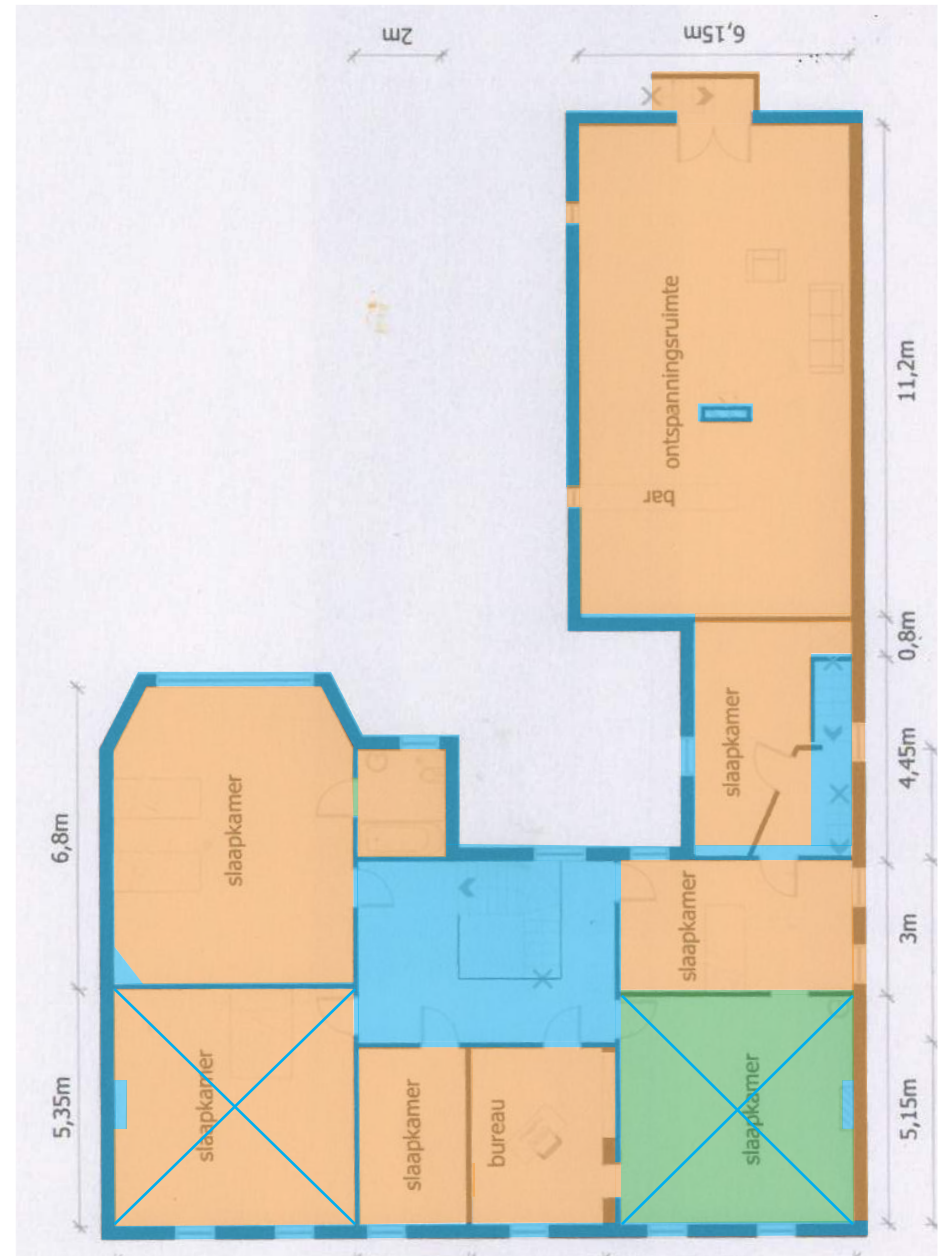 2m
6,15m
ontspanningsruimte
11,2m
bar
0,8m
slaapkamer
4,45m
slaapkamer
6,8m
slaapkamer
3m
slaapkamer
5,35m
slaapkamer
bureau
slaapkamer
5,15m